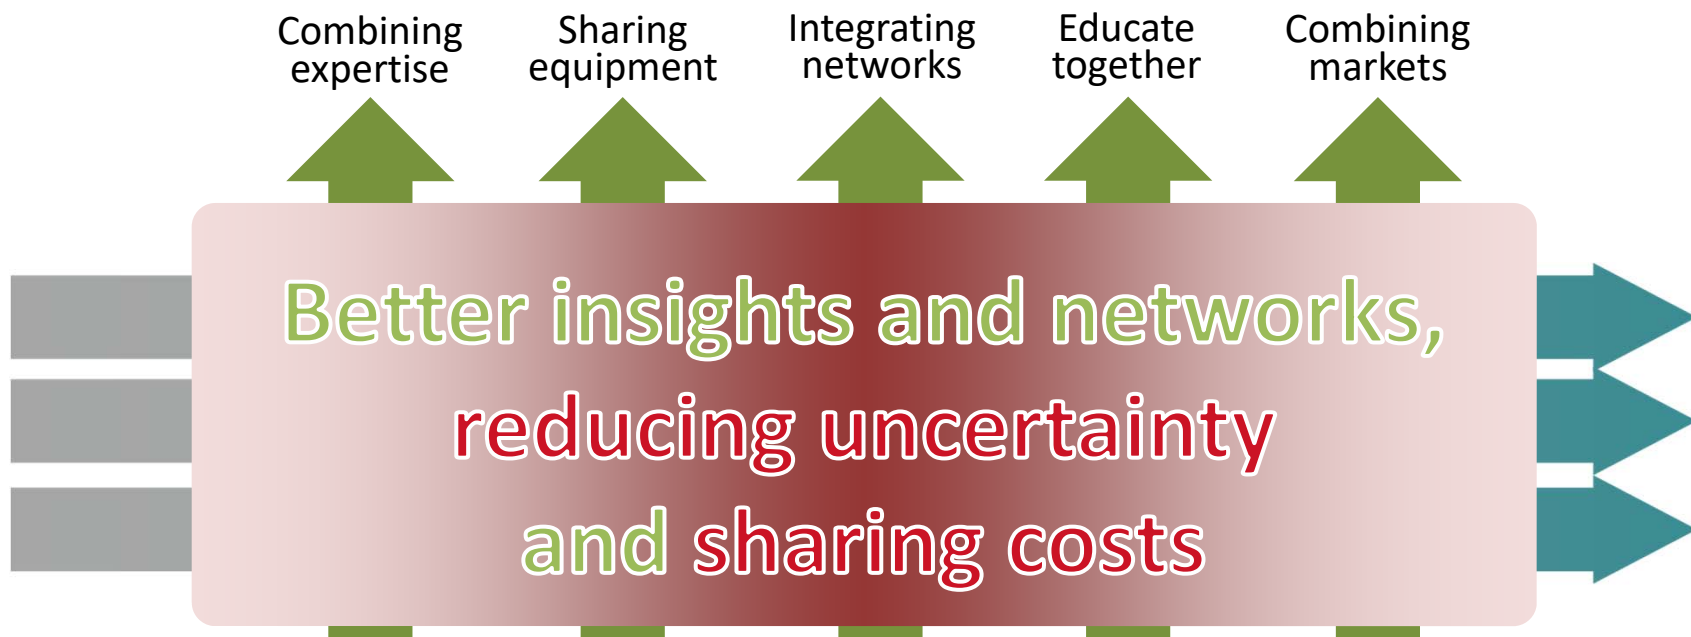 Combining
expertise
Sharing
equipment
Integrating
networks
Educate
together
Combining
markets
Better insights and networks,
reducing uncertainty
and sharing costs